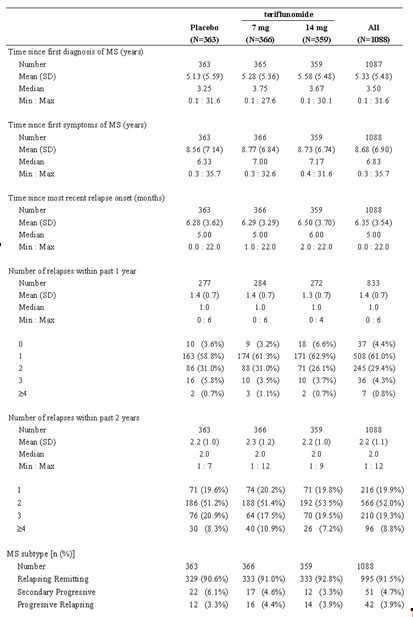 teriflunomide
Placebo 7 mg 14 mg All
(N=363) (N=366) (N=359) (N=1088)
Time since first diagnosis of MS (years)
Number 363 365 359 1087
Mean (SD) 5.13 (5.59) 5.28 (5.36) 5.58 (5.48) 5.33 (5.48)
Median 3.25 3.75 3.67 3.50
Min : Max 0.1 : 31.6 0.1 : 27.6 0.1 : 30.1 0.1 : 31.6
Time since first symptoms of MS (years)
Number 363 366 359 1088
Mean (SD) 8.56 (7.14) 8.77 (6.84) 8.73 (6.74) 8.68 (6.90)
Median 6.33 7.00 7.17 6.83
Min : Max 0.3 : 35.7 0.3 : 32.6 0.4 : 31.6 0.3 : 35.7
Time since most recent relapse onset (months)
Number 363 366 359 1088
Mean (SD) 6.28 (3.62) 6.29 (3.29) 6.50 (3.70) 6.35 (3.54)
Median 5.00 5.00 6.00 5.00
Min : Max 0.0 : 22.0 1.0 : 22.0 2.0 : 22.0 0.0 : 22.0
Number of relapses within past 1 year
Number 277 284 272 833
Mean (SD) 1.4 (0.7) 1.4 (0.7) 1.3 (0.7) 1.4 (0.7)
Median 1.0 1.0 1.0 1.0
Min : Max 0 : 6 0 : 6 0 : 4 0 : 6
0 10 (3.6%) 9 (3.2%) 18 (6.6%) 37 (4.4%)
1 163 (58.8%) 174 (61.3%) 171 (62.9%) 508 (61.0%)
2 86 (31.0%) 88 (31.0%) 71 (26.1%) 245 (29.4%)
3 16 (5.8%) 10 (3.5%) 10 (3.7%) 36 (4.3%)
≥4 2 (0.7%) 3 (1.1%) 2 (0.7%) 7 (0.8%)
Number of relapses within past 2 years
Number 363 366 359 1088
Mean (SD) 2.2 (1.0) 2.3 (1.2) 2.2 (1.0) 2.2 (1.1)
Median 2.0 2.0 2.0 2.0
Min : Max 1 : 7 1 : 12 1 : 9 1 : 12
1 71 (19.6%) 74 (20.2%) 71 (19.8%) 216 (19.9%)
2 186 (51.2%) 188 (51.4%) 192 (53.5%) 566 (52.0%)
3 76 (20.9%) 64 (17.5%) 70 (19.5%) 210 (19.3%)
≥4 30 (8.3%) 40 (10.9%) 26 (7.2%) 96 (8.8%)
MS subtype [n (%)]
Number 363 366 359 1088
Relapsing Remitting 329 (90.6%) 333 (91.0%) 333 (92.8%) 995 (91.5%)
Secondary Progressive 22 (6.1%) 17 (4.6%) 12 (3.3%) 51 (4.7%)
Progressive Relapsing 12 (3.3%) 16 (4.4%) 14 (3.9%) 42 (3.9%)